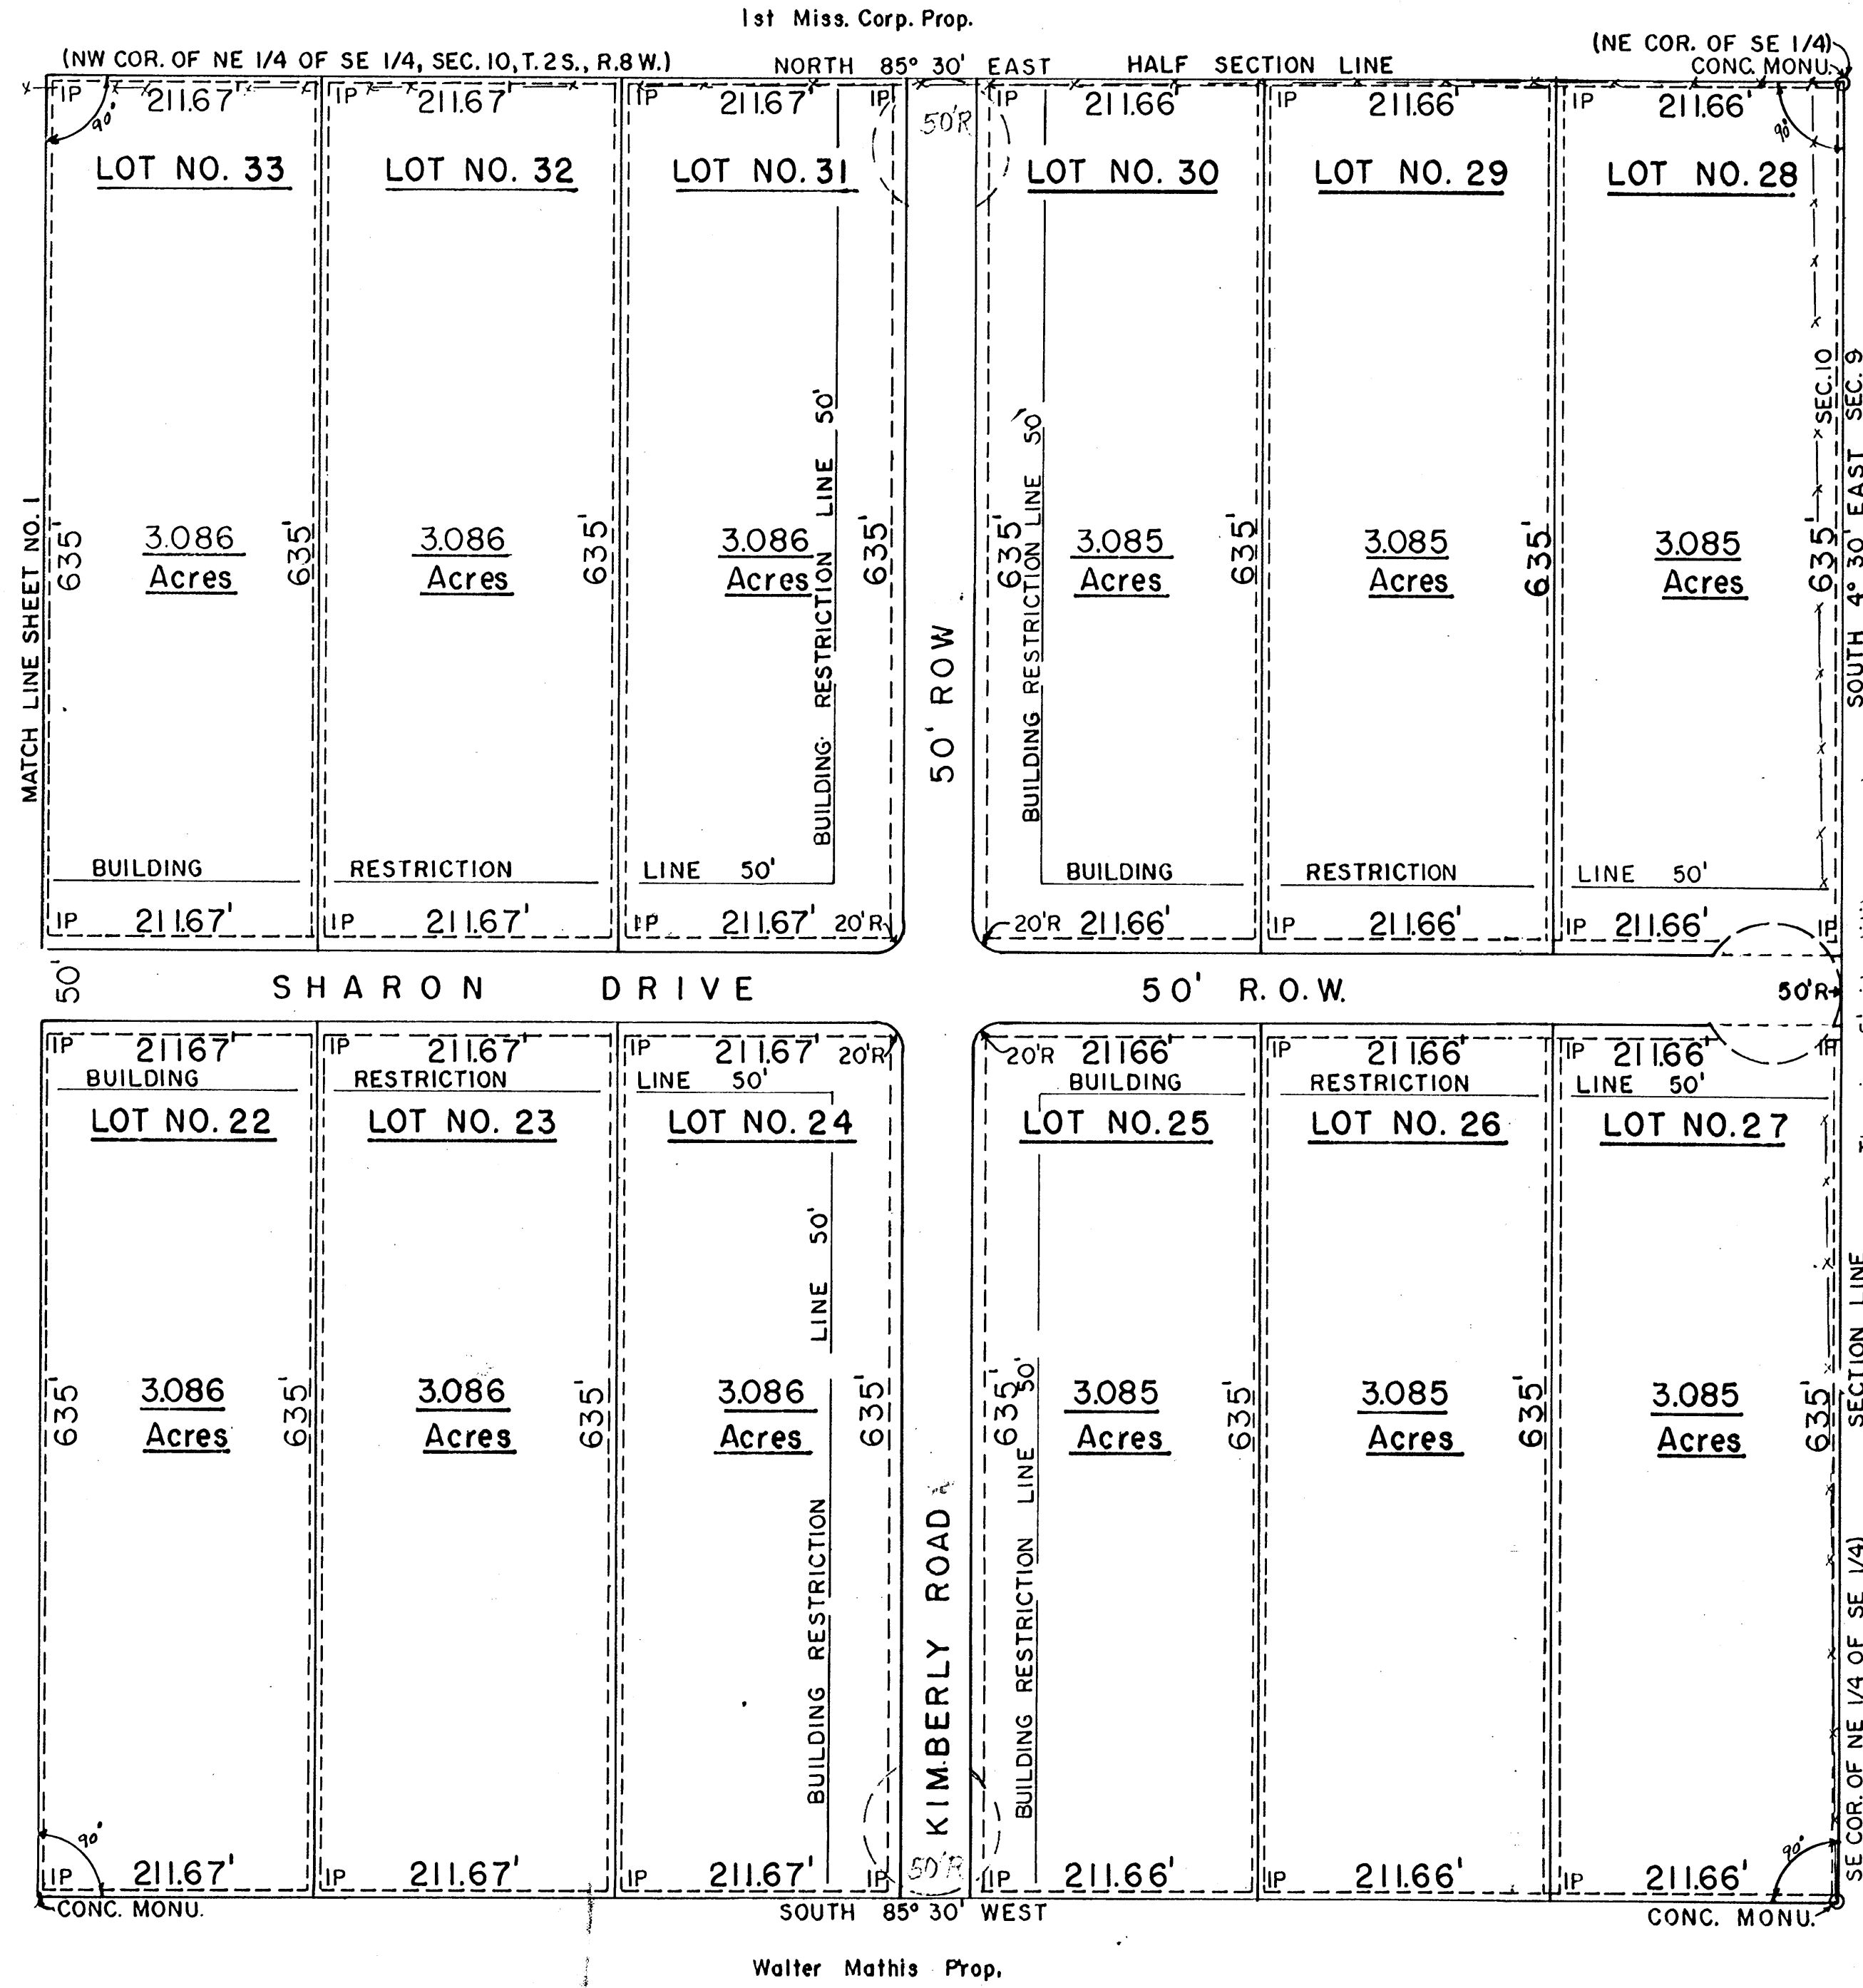 1st Miss. Corp. Prop.
(NW COR. OF NE 1/4 OF SE 1/4, SEC. 10, T. 2 S., R. 8 W.)
NORTH 85° 30' EAST HALF SECTION LINE
(NE COR. OF SE 1/4)
CONC. MONU.
IP 211.67' IP 211.67' IP 211.67' IP 50'R IP 211.66' IP 211.66' IP 211.66'
90° 90°
LOT NO. 33 LOT NO. 32 LOT NO. 31 LOT NO. 30 LOT NO. 29 LOT NO. 28
MATCH LINE SHEET NO. 1
635' 3.086 635' 3.086 635' 3.086 635' 635' 3.085 635' 3.085 635' 3.085 635'
Acres Acres Acres Acres Acres Acres
BUILDING RESTRICTION LINE 50'
50' ROW
BUILDING RESTRICTION LINE 50'
SEC. 10
SOUTH 4° 30' EAST SEC. 9
BUILDING RESTRICTION LINE 50' BUILDING RESTRICTION LINE 50'
IP 211.67' IP 211.67' IP 211.67' 20'R 20'R 211.66' IP 211.66' IP 211.66' IP
50' SHARON DRIVE 50' R.O.W. 50'R
IP 211.67' IP 211.67' IP 211.67' 20'R 20'R 211.66' IP 211.66' IP 211.66' IP
BUILDING RESTRICTION LINE 50' BUILDING RESTRICTION LINE 50'
LOT NO. 22 LOT NO. 23 LOT NO. 24 LOT NO. 25 LOT NO. 26 LOT NO. 27
635' 3.086 635' 3.086 635' 3.086 635' 635' 3.085 635' 3.085 635' 3.085 635'
Acres Acres Acres Acres Acres Acres
BUILDING RESTRICTION LINE 50'
KIMBERLY ROAD
BUILDING RESTRICTION LINE 50'
SECTION LINE
SE COR. OF NE 1/4 OF SE 1/4)
90° 90°
IP 211.67' IP 211.67' IP 211.67' IP 50'R IP 211.66' IP 211.66' IP 211.66'
CONC. MONU. SOUTH 85° 30' WEST CONC. MONU.
Walter Mathis Prop.